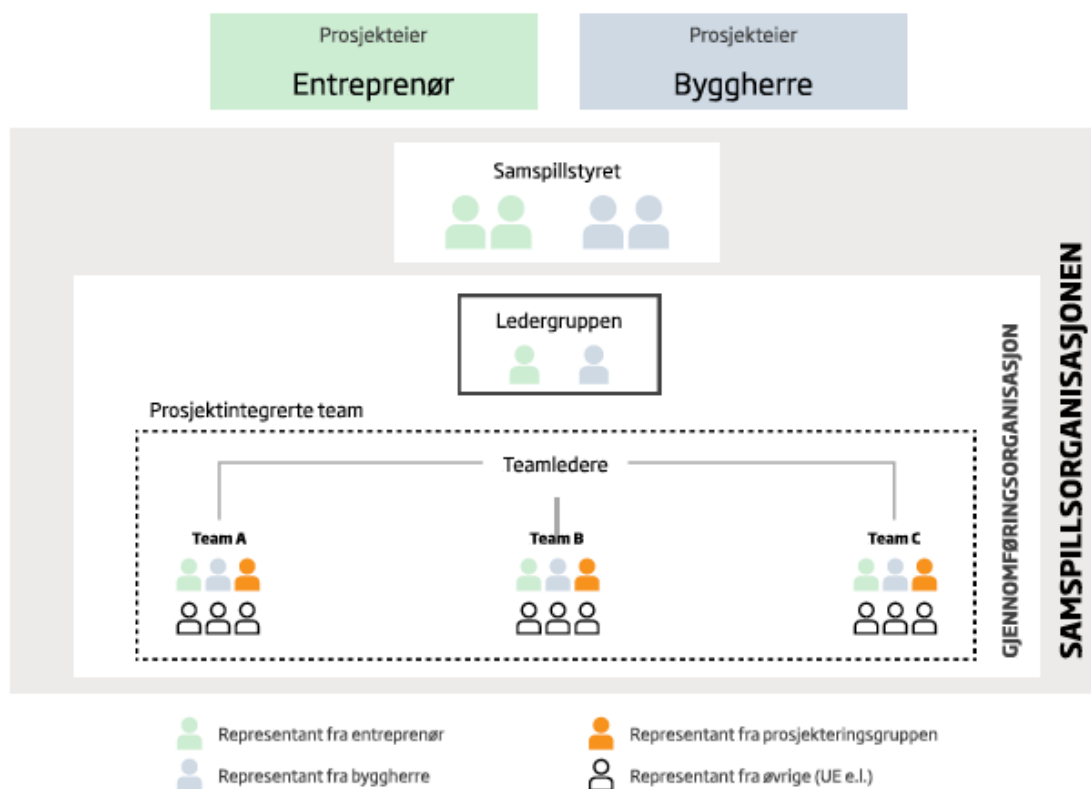 Prosjekteier
Entreprenør
Prosjekteier
Byggherre
Samspillstyret
Ledergruppen
Prosjektintegrerte team
Teamledere
Team A
Team B
Team C
GJENNOMFØRINGSORGANISASJON
SAMSPILLSORGANISASJONEN
Representant fra entreprenør
Representant fra prosjekteringsgruppen
Representant fra byggherre
Representant fra øvrige (UE e.l.)